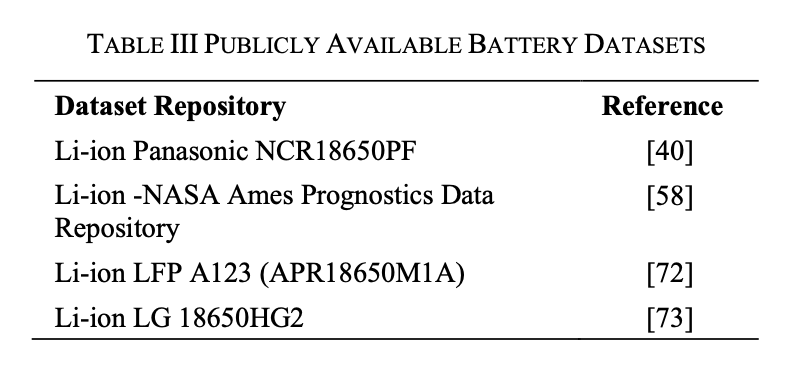 TABLE III PUBLICLY AVAILABLE BATTERY DATASETS
Dataset Repository Reference
Li-ion Panasonic NCR18650PF [40]
Li-ion -NASA Ames Prognostics Data [58]
Repository
Li-ion LFP A123 (APR18650M1A) [72]
Li-ion LG 18650HG2 [73]